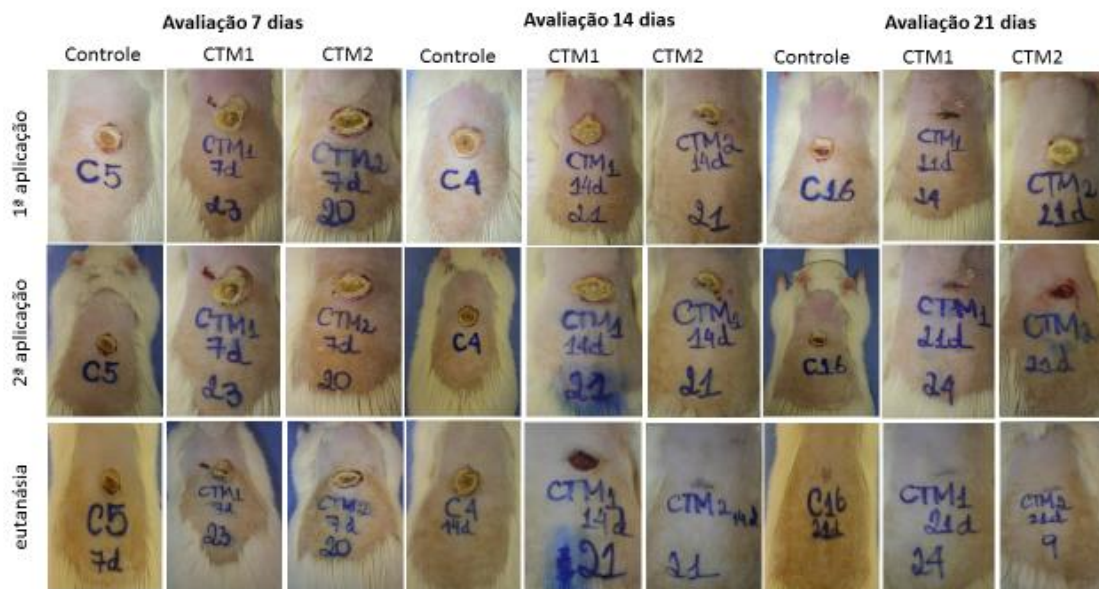 Avaliação 7 dias
Avaliação 14 dias
Avaliação 21 dias
Controle CTM1 CTM2 Controle CTM1 CTM2 Controle CTM1 CTM2
1ª aplicação
C5
CTM1
7d
23
CTM2
7d
20
C4
CTM1
14d
21
CTM2
14d
21
C16
CTM1
21d
CTM2
21d
2ª aplicação
C5
CTM1
7d
23
CTM2
7d
20
C4
CTM1
14d
21
14d
21
C16
CTM1
21d
24
CTM2
21d
eutanásia
C5
7d
CTM1
7d
23
CTM2
7d
20
C4
14d
CTM1
14d
21
CTM2 14d
21
C16
21d
CTM1
21d
24
CTM2
21d
9